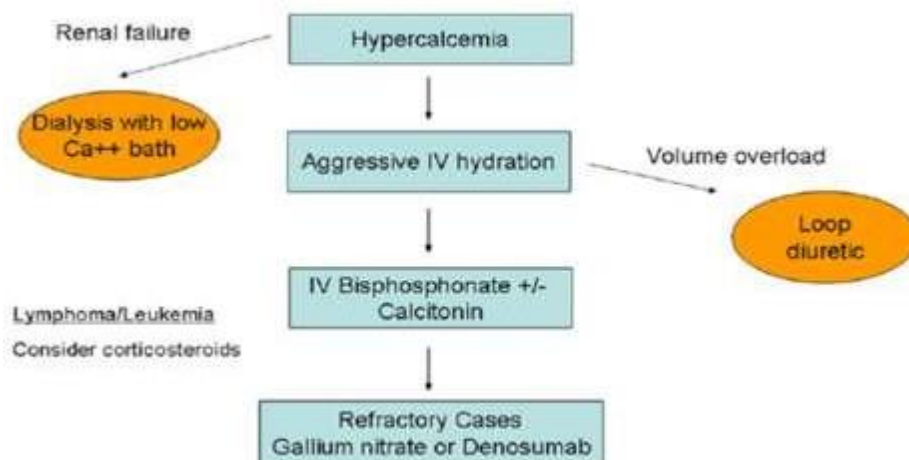 Renal failure
Hypercalcemia
Dialysis with low
Ca++ bath
Aggressive IV hydration
Volume overload
Loop
diuretic
IV Bisphosphonate +/-
Calcitonin
Lymphoma/Leukemia
Consider corticosteroids
Refractory Cases
Gallium nitrate or Denosumab